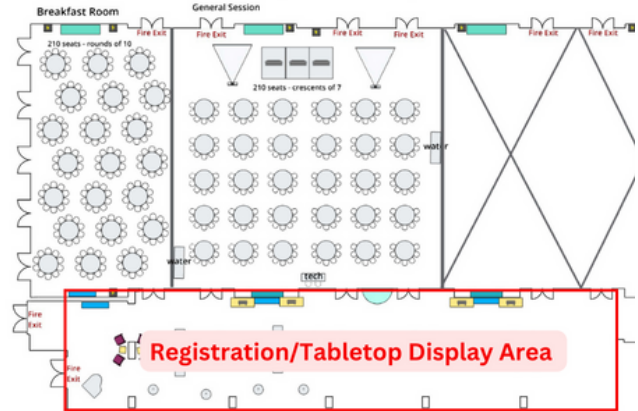 Breakfast Room
General Session
Fire Exit
Fire Exit
Fire Exit
Fire Exit
Fire Exit
Fire Exit
210 seats - rounds of 10
210 seats - crescents of 7
water
water
tech
Fire
Exit
Registration/Tabletop Display Area
Fire
Exit